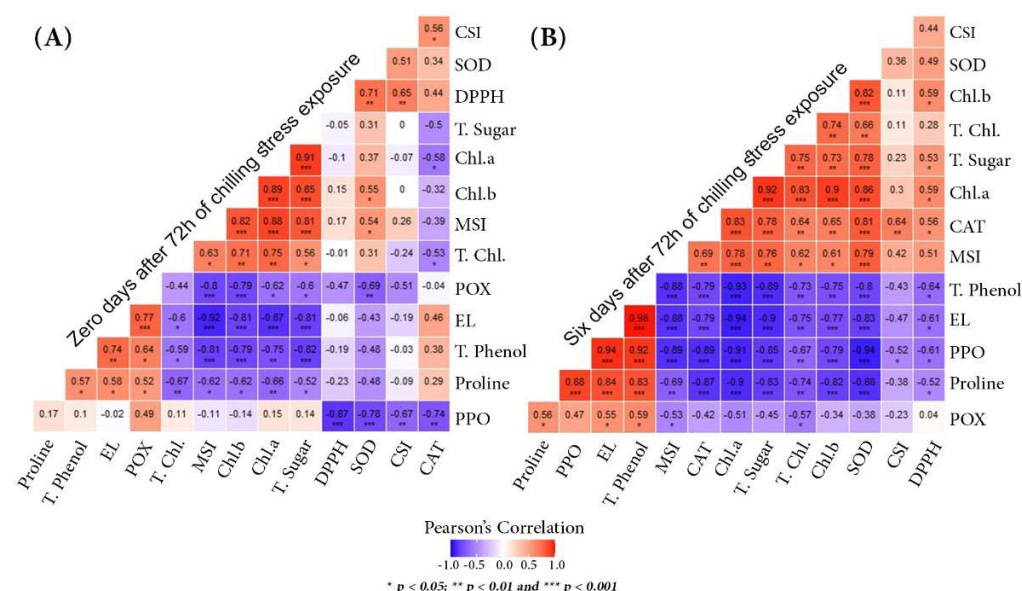 (A)
Zero days after 72h of chilling stress exposure
0.56 CSI
*
0.51 0.34 SOD
0.71 0.65 0.44 DPPH
** **
-0.05 0.31 0 -0.5 T. Sugar
0.91 -0.1 0.37 -0.07 -0.58 Chl.a
*** *
0.89 0.85 0.15 0.55 0 -0.32 Chl.b
*** *** *
0.82 0.88 0.81 0.17 0.54 0.26 -0.39 MSI
*** *** *** *
0.63 0.71 0.75 0.56 -0.01 0.31 -0.24 -0.53 T. Chl.
* ** ** * *
-0.44 -0.8 -0.79 -0.62 -0.6 -0.47 -0.69 -0.51 -0.04 POX
*** *** * * **
0.77 -0.6 -0.92 -0.81 -0.87 -0.81 -0.06 -0.43 -0.19 0.46 EL
*** * *** *** *** ***
0.74 0.64 -0.59 -0.81 -0.79 -0.75 -0.82 -0.19 -0.48 -0.03 0.38 T. Phenol
** * * *** *** ** ***
0.57 0.58 0.52 -0.67 -0.62 -0.62 -0.66 -0.52 -0.23 -0.48 -0.09 0.29 Proline
* * * ** * * ** *
0.17 0.1 -0.02 0.49 0.11 -0.11 -0.14 0.15 0.14 -0.87 -0.78 -0.67 -0.74 PPO
*** *** ** **
Proline T. Phenol EL POX T. Chl. MSI Chl.b Chl.a T. Sugar DPPH SOD CSI CAT
(B)
Six days after 72h of chilling stress exposure
0.44 CSI
0.36 0.49 SOD
0.82 0.11 0.59 Chl.b
*** *
0.74 0.66 0.11 0.28 T. Chl.
** **
0.75 0.73 0.78 0.23 0.53 T. Sugar
** ** *** *
0.92 0.83 0.9 0.86 0.3 0.59 Chl.a
*** *** *** *** *
0.83 0.78 0.64 0.65 0.81 0.64 0.56 CAT
*** *** ** ** *** ** *
0.69 0.78 0.76 0.62 0.61 0.79 0.42 0.51 MSI
** *** ** * * ***
-0.88 -0.79 -0.93 -0.89 -0.73 -0.75 -0.8 -0.43 -0.64 T. Phenol
*** *** *** *** ** ** *** *
0.98 -0.88 -0.79 -0.94 -0.9 -0.75 -0.77 -0.83 -0.47 -0.61 EL
*** *** *** *** *** ** *** *** *
0.94 0.92 -0.89 -0.89 -0.91 -0.85 -0.67 -0.79 -0.94 -0.52 -0.61 PPO
*** *** *** *** *** *** ** *** *** * *
0.88 0.84 0.83 -0.69 -0.87 -0.9 -0.83 -0.74 -0.82 -0.88 -0.38 -0.52 Proline
*** *** *** ** *** *** *** ** *** *** *
0.56 0.47 0.55 0.59 -0.53 -0.42 -0.51 -0.45 -0.57 -0.34 -0.38 -0.23 0.04 POX
* * * * *
Proline PPO EL T. Phenol MSI CAT Chl.a T. Sugar T. Chl. Chl.b SOD CSI DPPH
Pearson's Correlation
-1.0 -0.5 0.0 0.5 1.0
* p < 0.05; ** p < 0.01 and *** p < 0.001